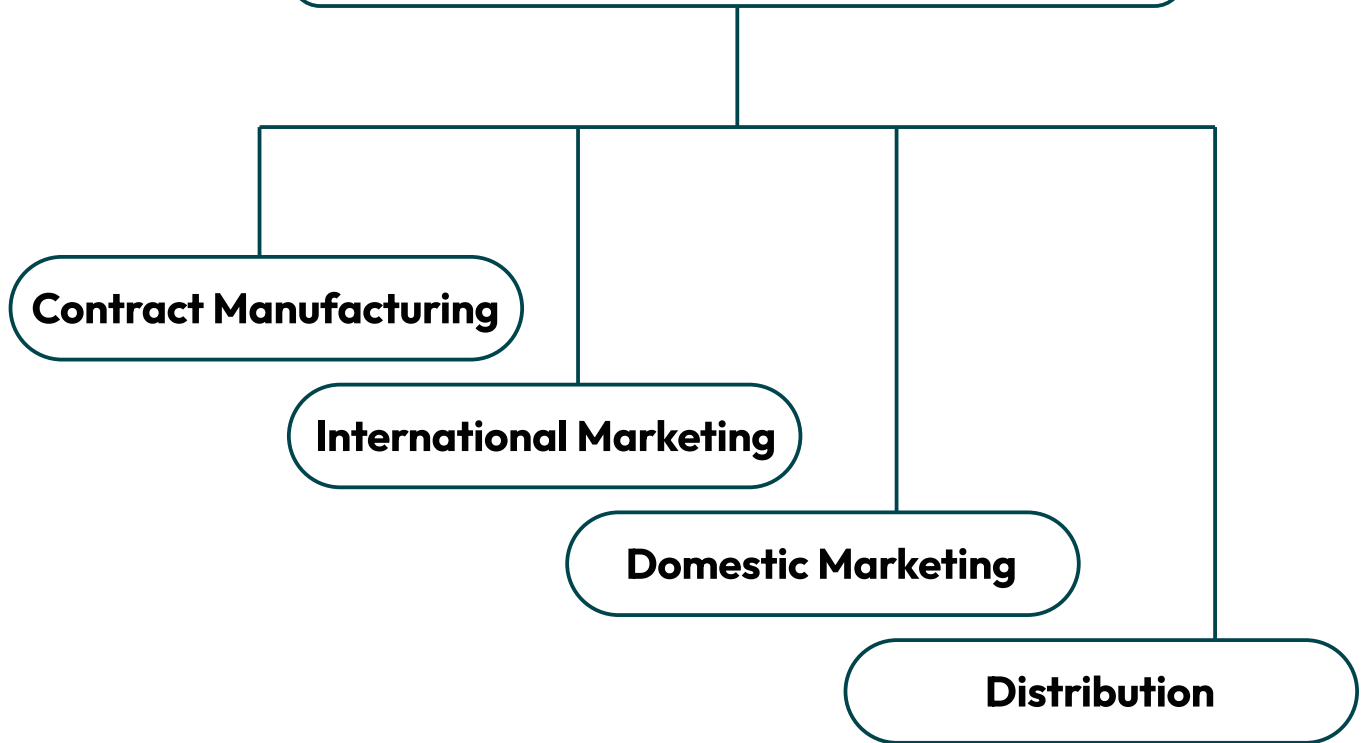 Contract Manufacturing
International Marketing
Domestic Marketing
Distribution